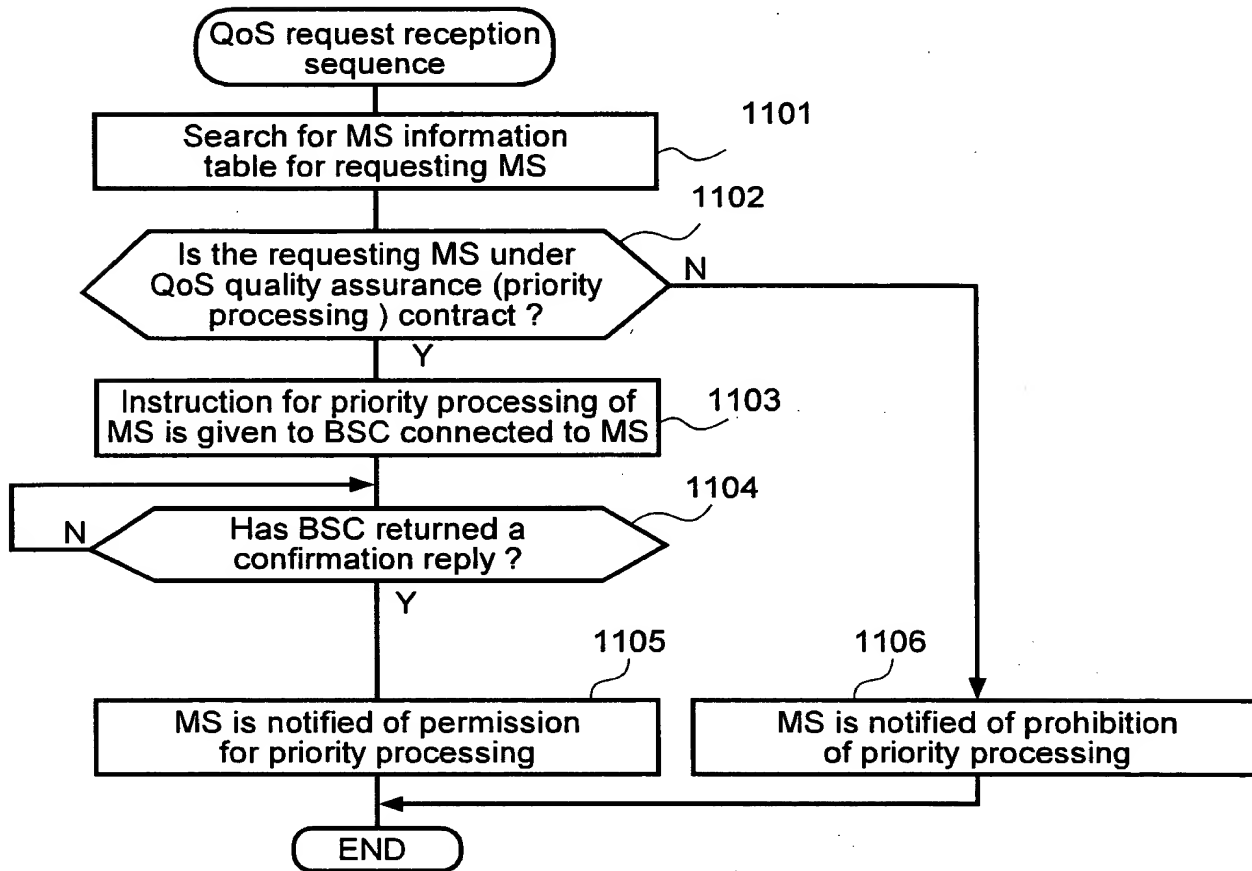 QoS request reception
sequence
1101
Search for MS information
table for requesting MS
1102
Is the requesting MS under
QoS quality assurance (priority
processing ) contract ?
N
Y
Instruction for priority processing of
MS is given to BSC connected to MS
1103
1104
Has BSC returned a
confirmation reply ?
N
Y
1105
MS is notified of permission
for priority processing
1106
MS is notified of prohibition
of priority processing
END